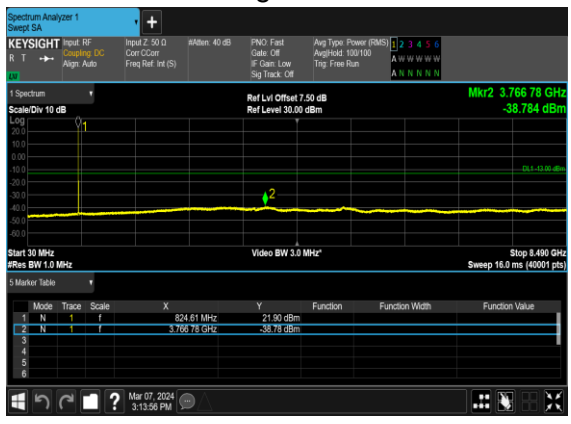 Spectrum Analyzer 1
Swept SA
+
KEYSIGHT Input: RF Input Z: 50 Ω #Atten: 40 dB PNO: Fast Avg Type: Power (RMS) 1 2 3 4 5 6
R T Coupling: DC Corr CCorr Gate: Off Avg|Hold: 100/100 A W W W W W
Align: Auto Freq Ref: Int (S) IF Gain: Low Trig: Free Run
LU Sig Track: Off A N N N N N
1 Spectrum
Ref Lvl Offset 7.50 dB Mkr2 3.766 78 GHz
Scale/Div 10 dB Ref Level 30.00 dBm -38.784 dBm
Log
1
20.0
10.0
0.00
-10.0
DL1 -13.00 dBm
-20.0
-30.0
2
-40.0
-50.0
-60.0
Start 30 MHz Video BW 3.0 MHz* Stop 8.490 GHz
#Res BW 1.0 MHz Sweep 16.0 ms (40001 pts)
5 Marker Table
Mode Trace Scale X Y Function Function Width Function Value
1 N 1 f 824.61 MHz 21.90 dBm
2 N 1 f 3.766 78 GHz -38.78 dBm
3
4
5
6
? Mar 07, 2024
3:13:56 PM